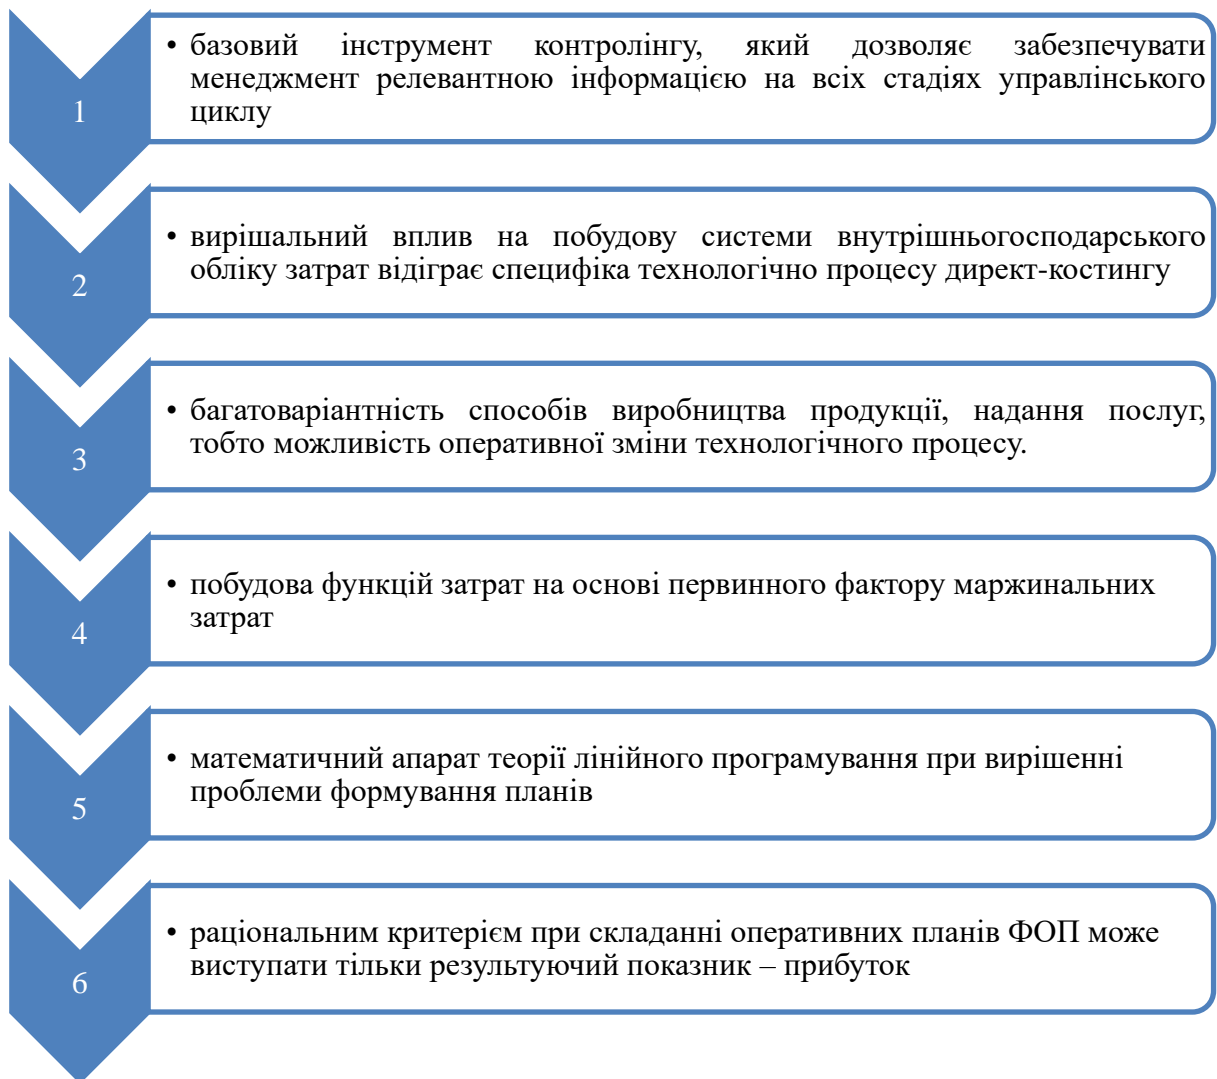 1
• базовий інструмент контролінгу, який дозволяє забезпечувати
менеджмент релевантною інформацією на всіх стадіях управлінського
циклу
2
• вирішальний вплив на побудову системи внутрішньогосподарського
обліку затрат відіграє специфіка технологічно процесу директ-костингу
3
• багатоваріантність способів виробництва продукції, надання послуг,
тобто можливість оперативної зміни технологічного процесу.
4
• побудова функцій затрат на основі первинного фактору маржинальних
затрат
5
• математичний апарат теорії лінійного програмування при вирішенні
проблеми формування планів
6
• раціональним критерієм при складанні оперативних планів ФОП може
виступати тільки результуючий показник – прибуток